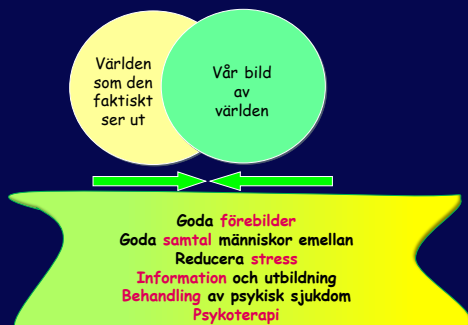 Världen
som den
faktiskt
ser ut
Vår bild
av
världen
Goda förebilder
Goda samtal människor emellan
Reducera stress
Information och utbildning
Behandling av psykisk sjukdom
Psykoterapi